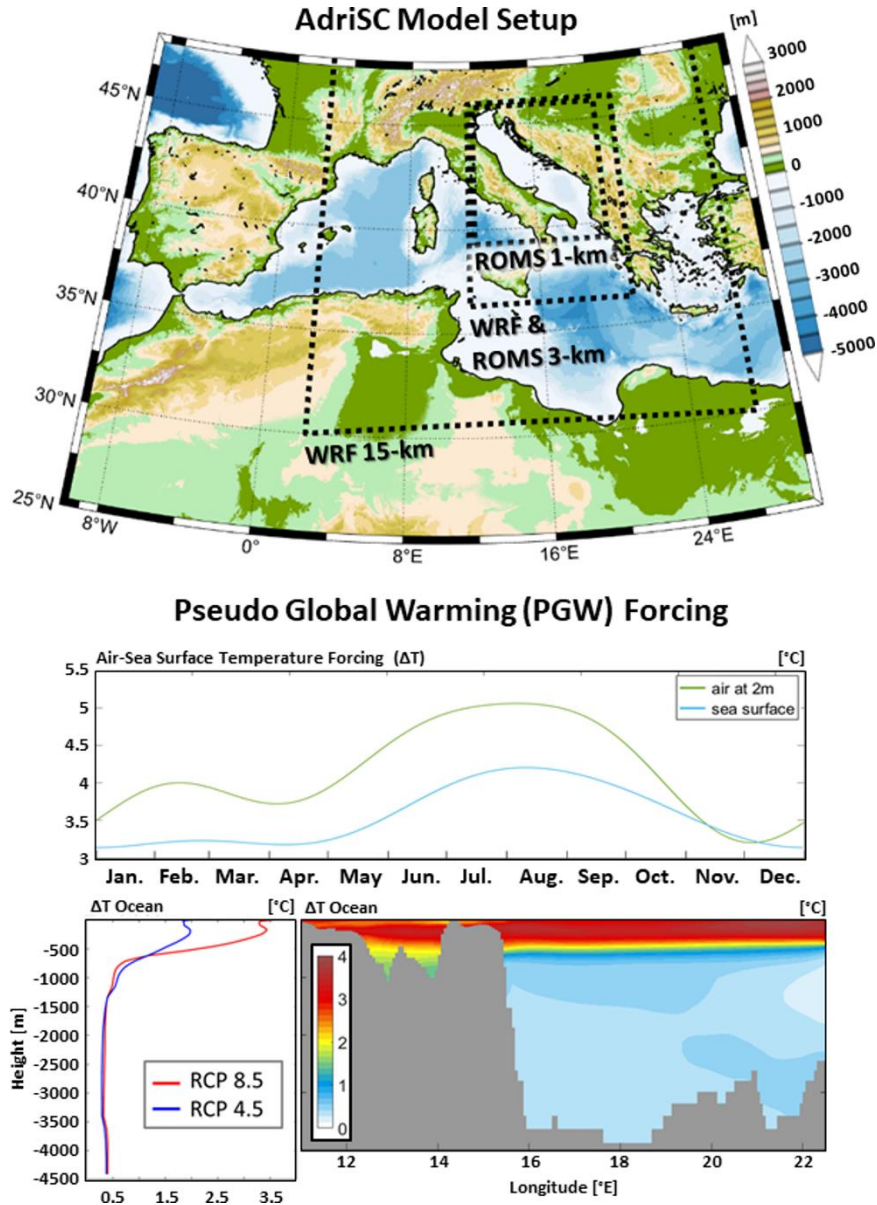 AdriSC Model Setup
[m]
3000
2000
1000
0
-1000
-2000
-3000
-4000
-5000
45°N
40°N
35°N
30°N
25°N
8°W
0°
8°E
16°E
24°E
ROMS 1-km
WRF &
ROMS 3-km
WRF 15-km
Pseudo Global Warming (PGW) Forcing
Air-Sea Surface Temperature Forcing (ΔT)
[°C]
5.5
5
4.5
4
3.5
3
air at 2m
sea surface
Jan. Feb. Mar. Apr. May Jun. Jul. Aug. Sep. Oct. Nov. Dec.
ΔT Ocean
[°C]
-500
-1000
-1500
-2000
-2500
-3000
-3500
-4000
-4500
Height [m]
RCP 8.5
RCP 4.5
0.5 1.5 2.5 3.5
ΔT Ocean
[°C]
4
3
2
1
0
12 14 16 18 20 22
Longitude [°E]